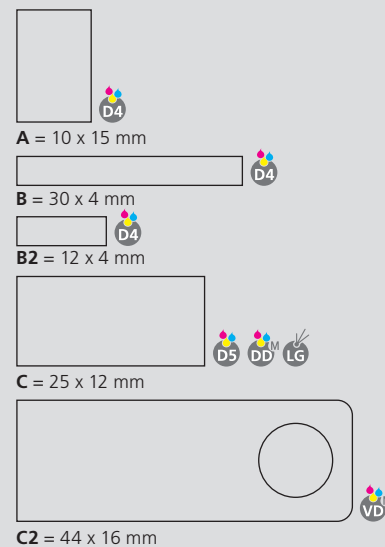 D4
A = 10 x 15 mm
D4
B = 30 x 4 mm
D4
B2 = 12 x 4 mm
D5 DD M LG
C = 25 x 12 mm
VD
C2 = 44 x 16 mm